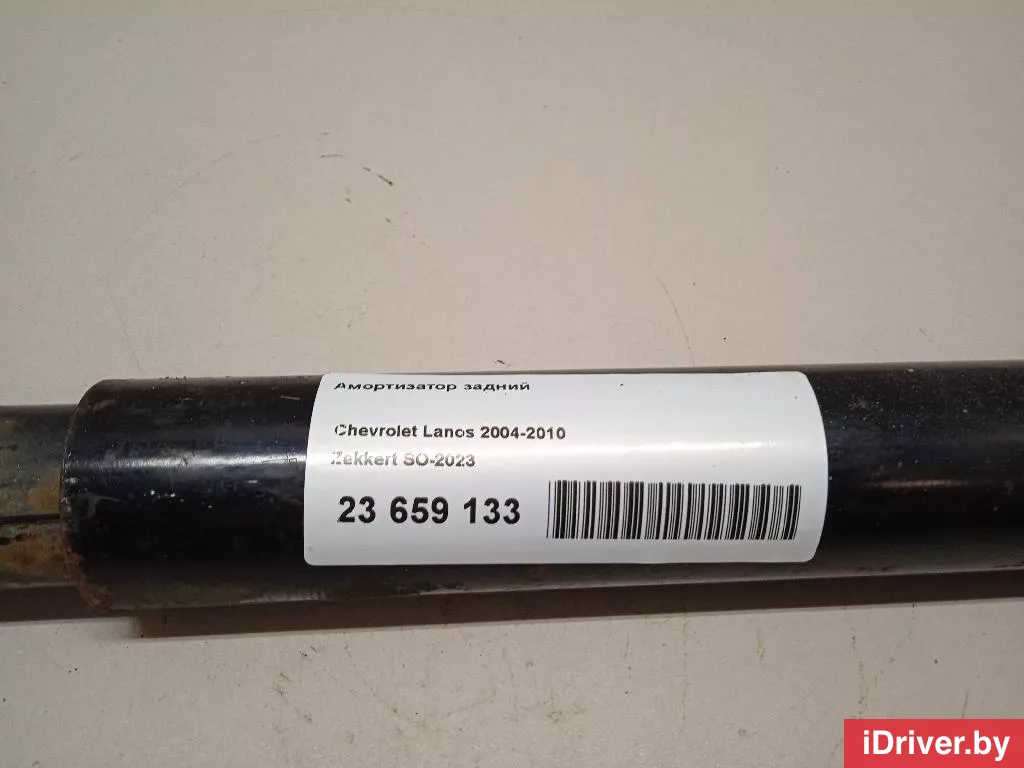 Амортизатор задний
Chevrolet Lanos 2004-2010
Zekkert SO-2023
23 659 133
iDriver.by